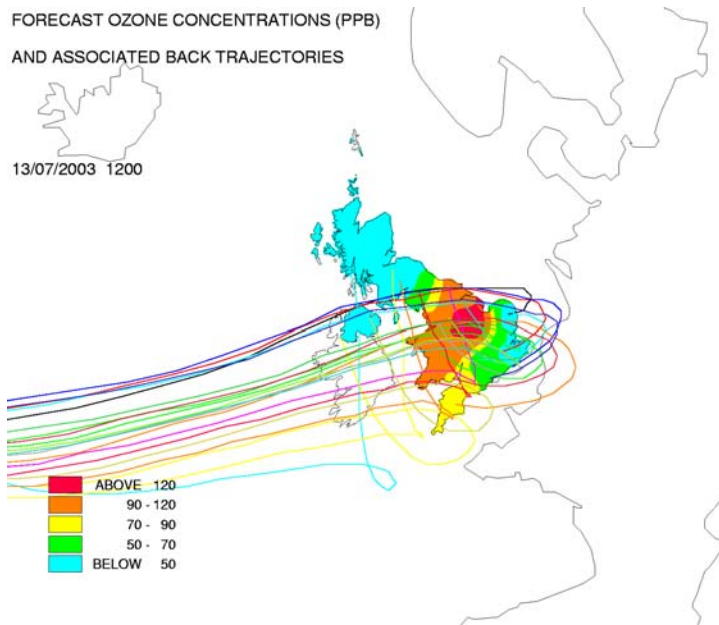 FORECAST OZONE CONCENTRATIONS (PPB)
AND ASSOCIATED BACK TRAJECTORIES
13/07/2003 1200
ABOVE 120
90 - 120
70 - 90
50 - 70
BELOW 50